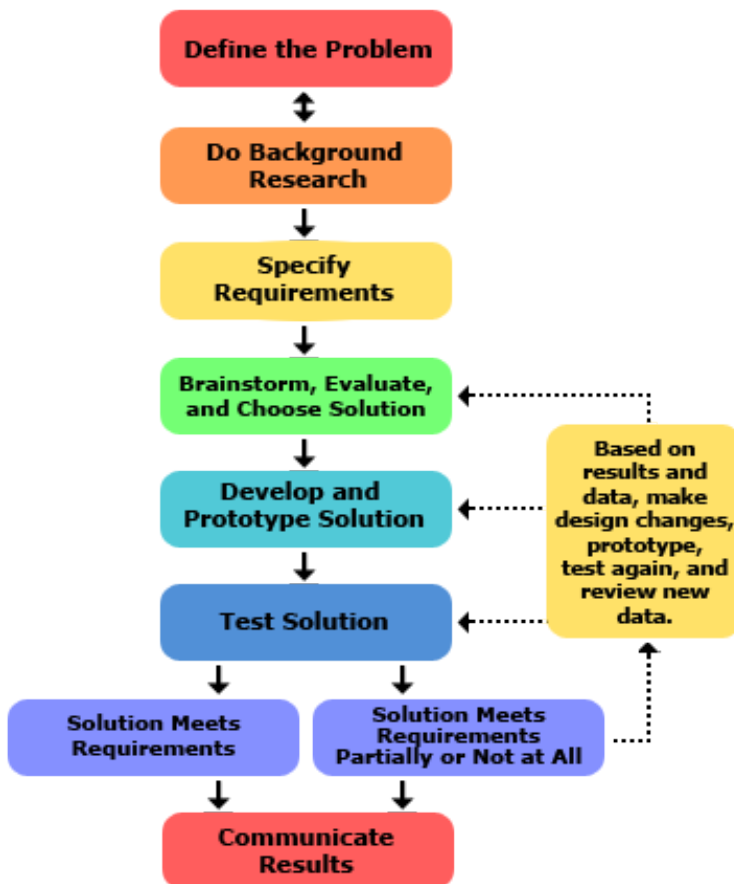 Define the Problem
Do Background
Research
Specify
Requirements
Brainstorm, Evaluate,
and Choose Solution
Develop and
Prototype Solution
Based on
results and
data, make
design changes,
prototype,
test again, and
review new
data.
Test Solution
Solution Meets
Requirements
Solution Meets
Requirements
Partially or Not at All
Communicate
Results